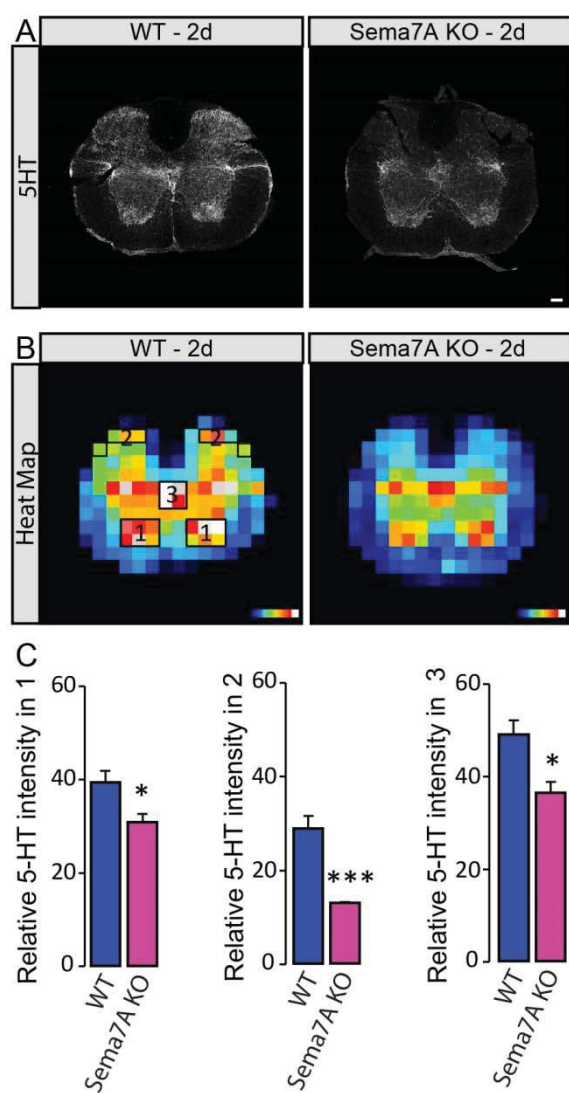 A
WT - 2d
Sema7A KO - 2d
5HT
B
WT - 2d
Sema7A KO - 2d
Heat Map
2
2
3
1
1
C
Relative 5-HT intensity in 1
60
40
20
0
*
WT
Sema7A KO
Relative 5-HT intensity in 2
60
40
20
0
***
WT
Sema7A KO
Relative 5-HT intensity in 3
60
40
20
0
*
WT
Sema7A KO